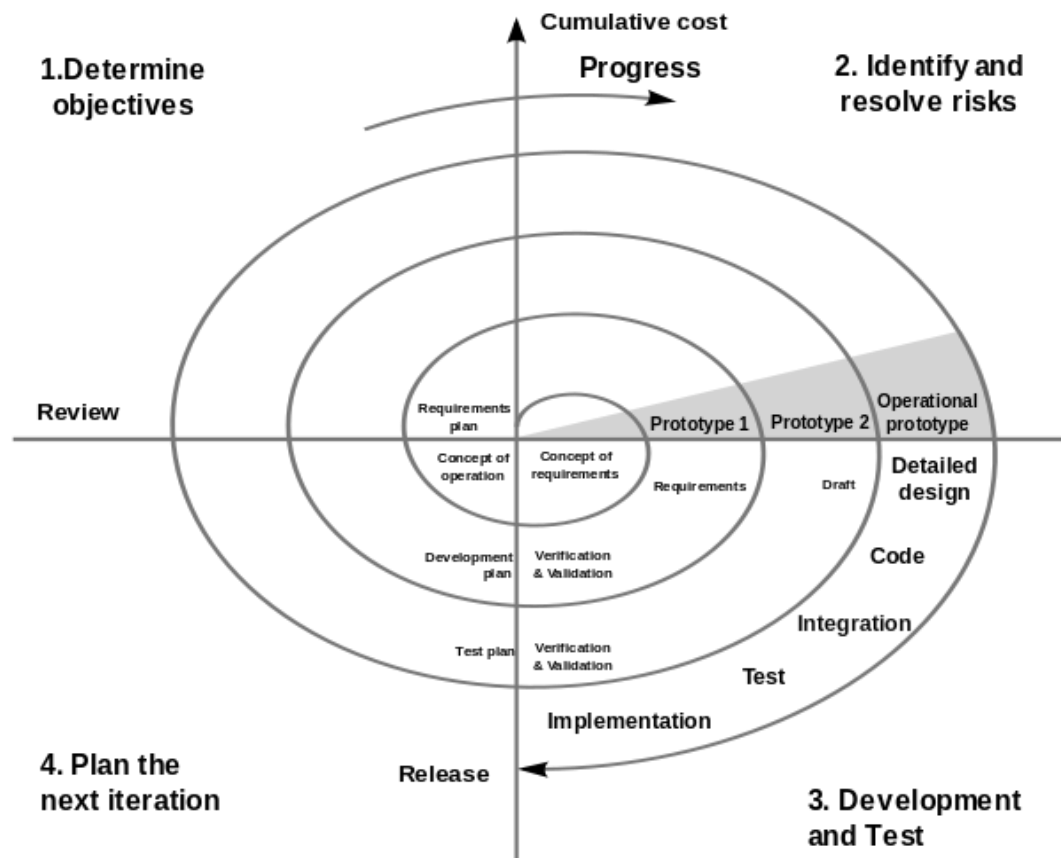 Cumulative cost
1.Determine
objectives
Progress
2. Identify and
resolve risks
Review
Requirements
plan
Prototype 1
Prototype 2
Operational
prototype
Concept of
operation
Concept of
requirements
Requirements
Draft
Detailed
design
Development
plan
Verification
& Validation
Code
Test plan
Verification
& Validation
Integration
Test
Implementation
Release
4. Plan the
next iteration
3. Development
and Test